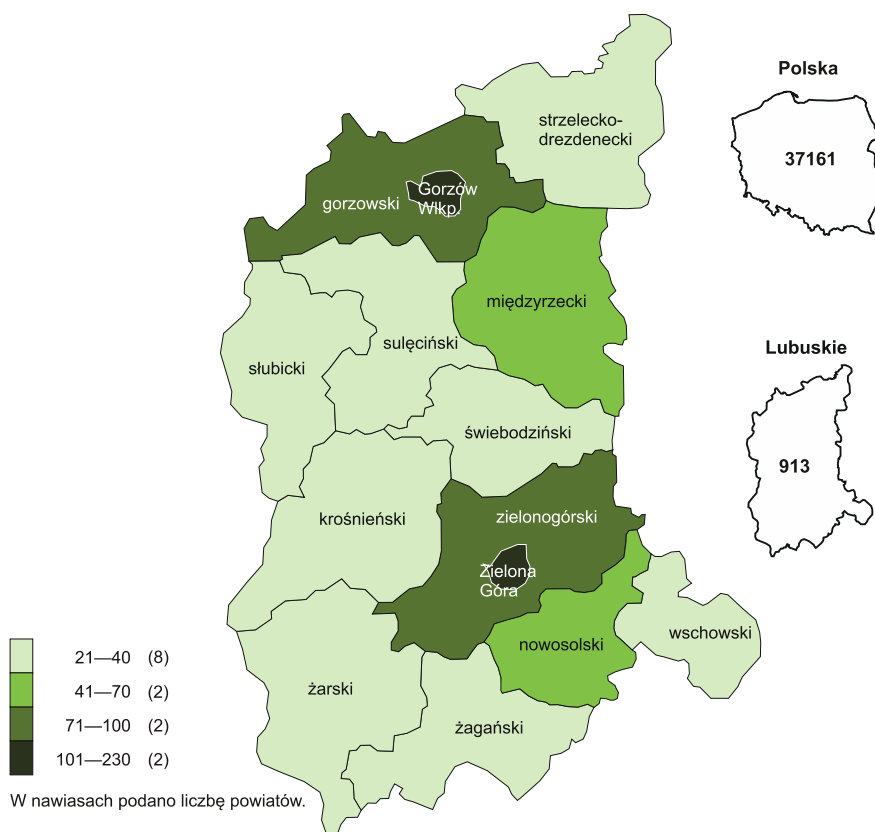 Polska
37161
strzelecko-
drezdenecki
Gorzów
Wlkp.
gorzowski
międzyrzecki
sulęciński
słubicki
Lubuskie
913
świebodziński
krośnieński
zielonogórski
Zielona
Góra
nowosolski
wschowski
żarski
żagański
21—40 (8)
41—70 (2)
71—100 (2)
101—230 (2)
W nawiasach podano liczbę powiatów.